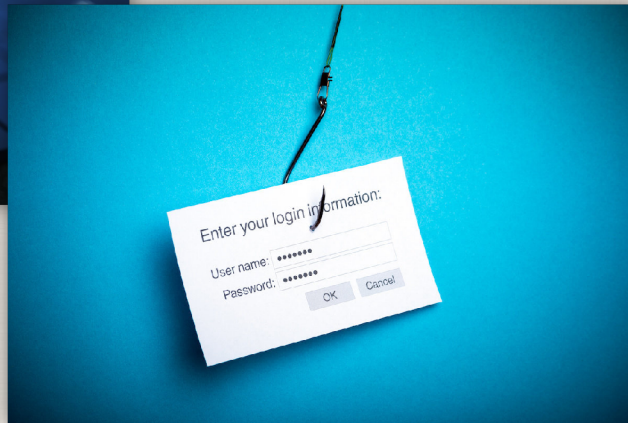 Enter your login information:
User name: •••••••
Password: •••••••
OK Cancel